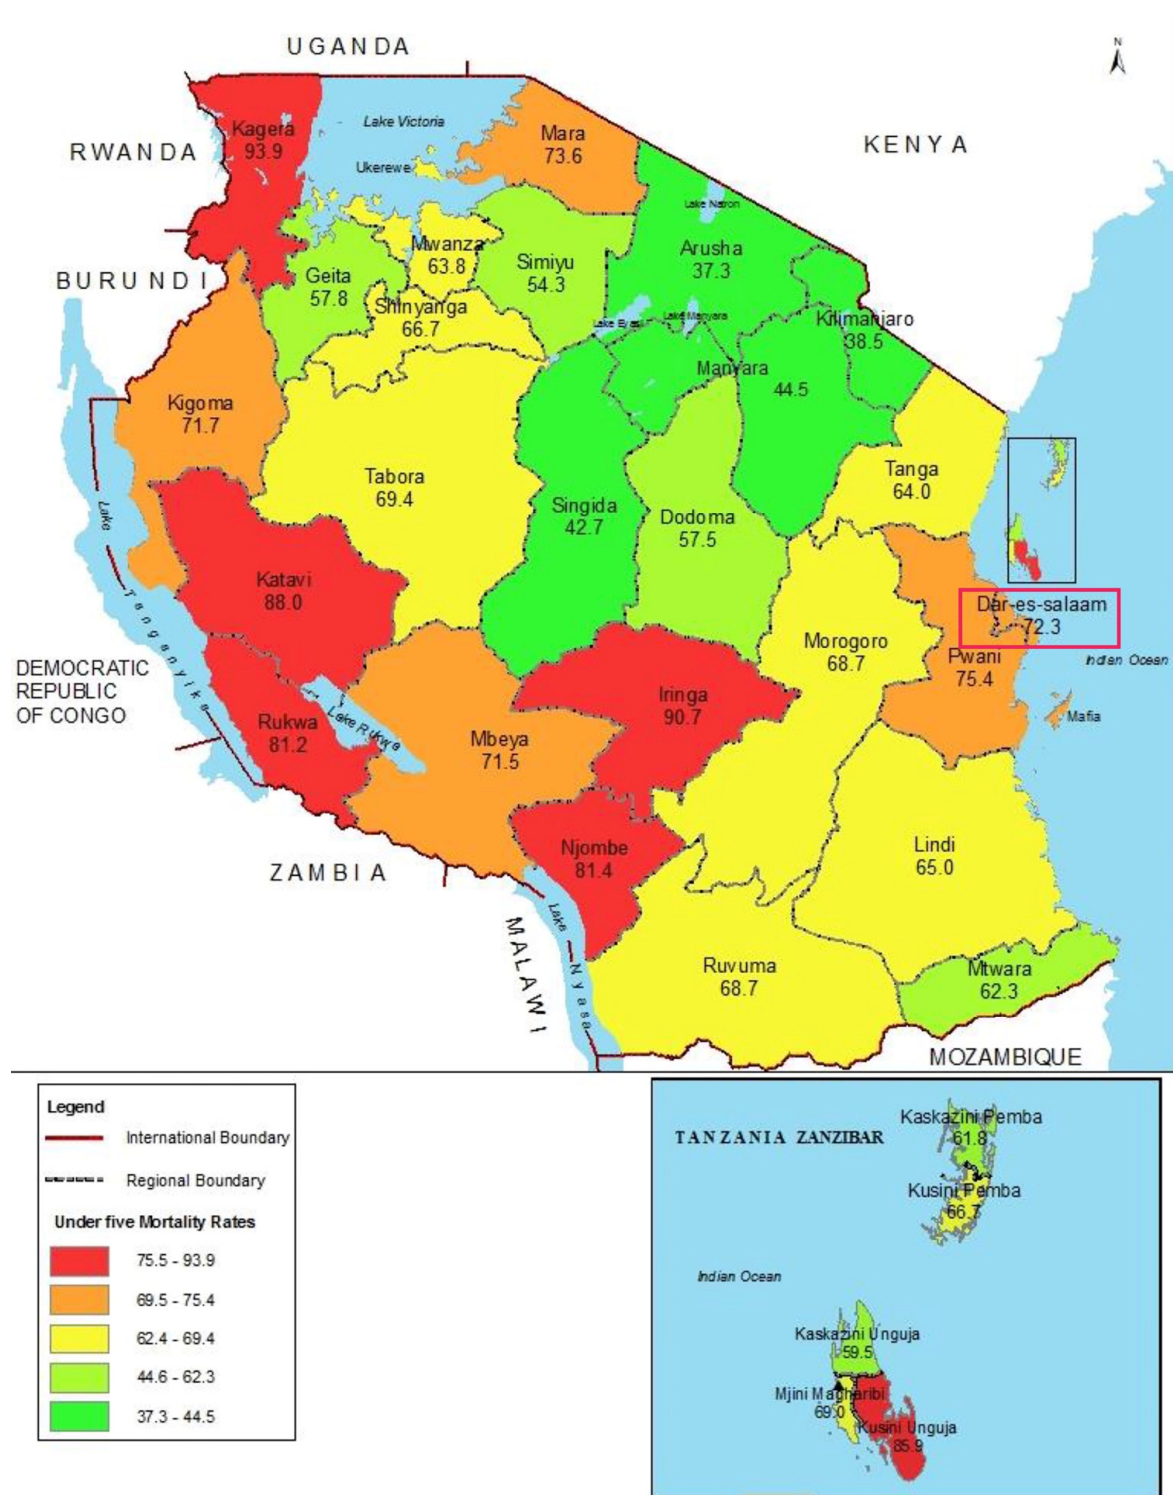 UGANDA
N
Kagera
93.9
Lake Victoria
Mara
73.6
KENYA
RWANDA
Ukerewe
Lake Natron
Mwanza
63.8
Arusha
37.3
Simiyu
54.3
BURUNDI
Geita
57.8
Shinyanga
66.7
Lake Eyasi
Lake Manyara
Kilimanjaro
38.5
Manyara
44.5
Kigoma
71.7
Tabora
69.4
Tanga
64.0
Singida
42.7
Dodoma
57.5
Lake Tanganyika
Katavi
88.0
Dar-es-salaam
72.3
Morogoro
68.7
Pwani
75.4
Indian Ocean
DEMOCRATIC
REPUBLIC
OF CONGO
Iringa
90.7
Rukwa
81.2
Lake Rukwa
Mafia
Mbeya
71.5
Njombe
81.4
Lindi
65.0
ZAMBIA
Lake Nyasa
MALAWI
Ruvuma
68.7
Mtwara
62.3
MOZAMBIQUE
Legend
International Boundary
Regional Boundary
Under five Mortality Rates
75.5 - 93.9
69.5 - 75.4
62.4 - 69.4
44.6 - 62.3
37.3 - 44.5
TANZANIA ZANZIBAR
Kaskazini Pemba
61.8
Kusini Pemba
66.7
Indian Ocean
Kaskazini Unguja
59.5
Mjini Magharibi
69.0
Kusini Unguja
85.9